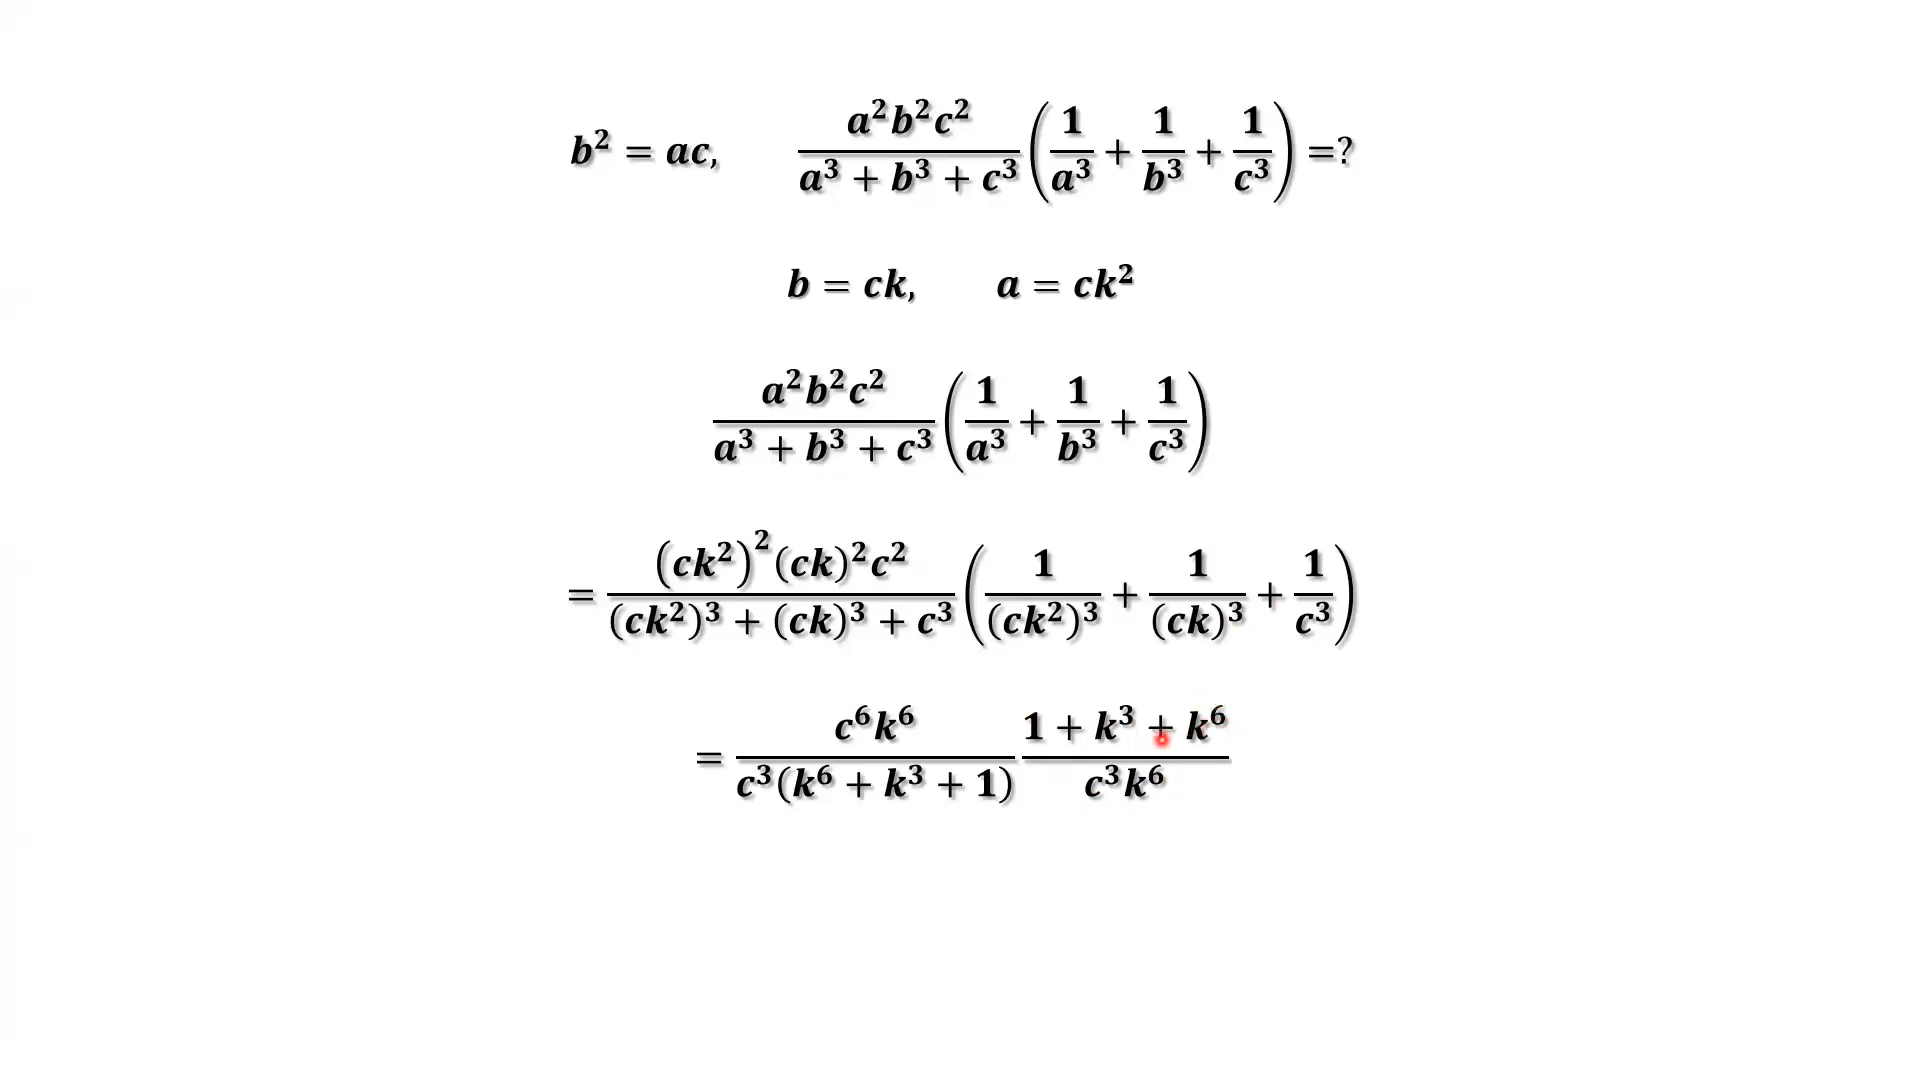 b² = ac, a²b²c² / (a³ + b³ + c³) (1/a³ + 1/b³ + 1/c³) =?
b = ck, a = ck²
a²b²c² / (a³ + b³ + c³) (1/a³ + 1/b³ + 1/c³)
= (ck²)²(ck)²c² / ((ck²)³ + (ck)³ + c³) (1/(ck²)³ + 1/(ck)³ + 1/c³)
= c⁶k⁶ / (c³(k⁶ + k³ + 1)) (1 + k³ + k⁶) / (c³k⁶)